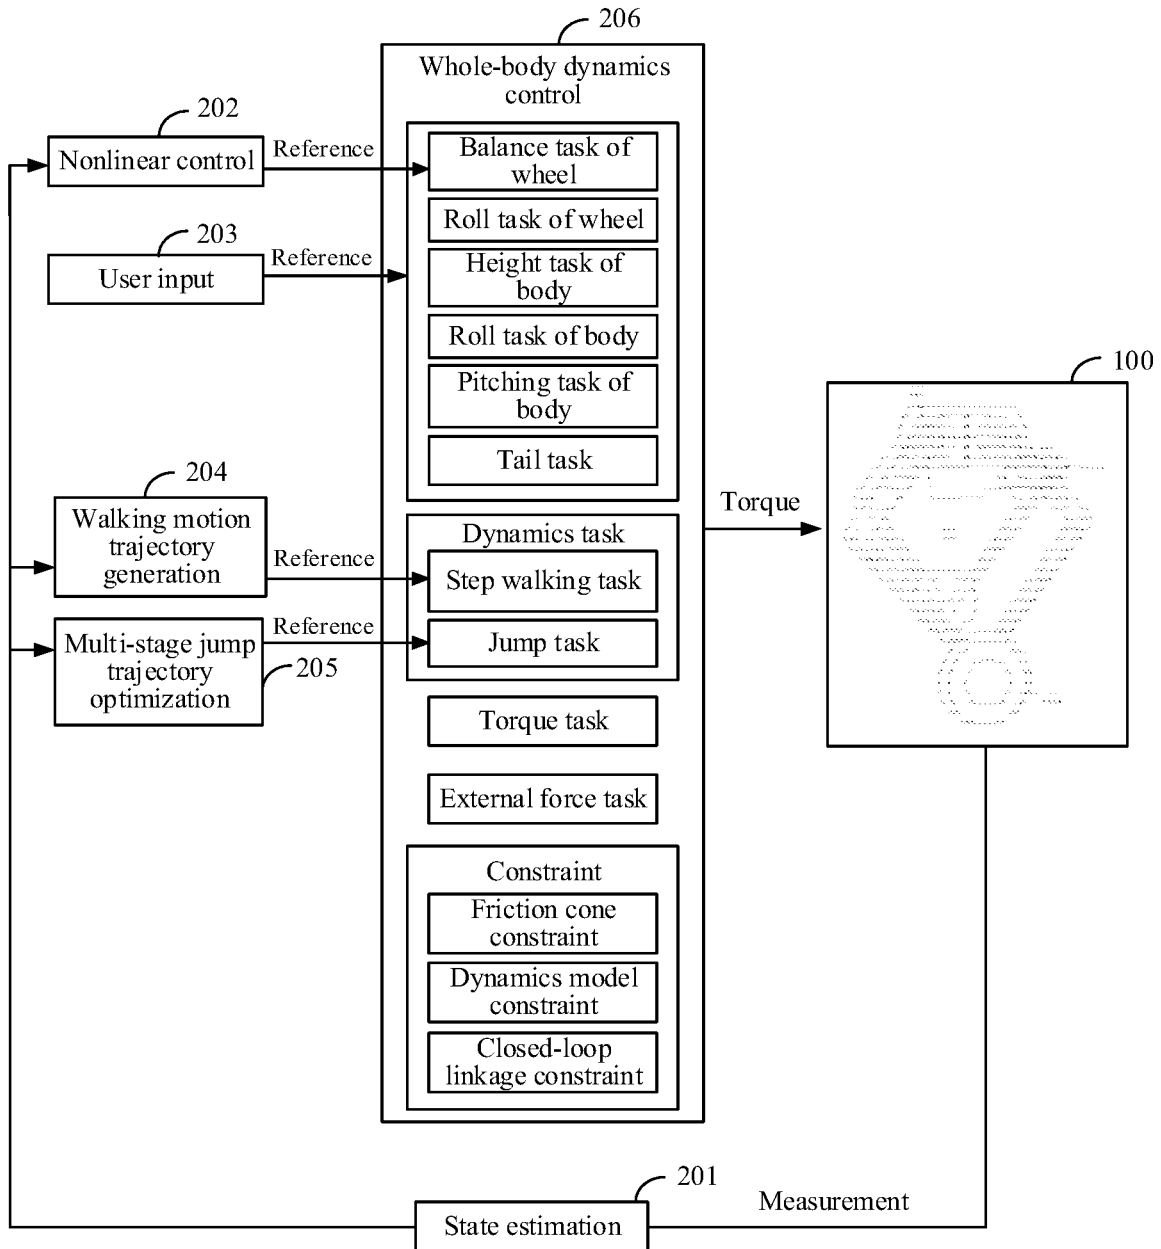 206
Whole-body dynamics
control
202
Nonlinear control
Reference
Balance task of
wheel
Roll task of wheel
203
User input
Reference
Height task of
body
Roll task of body
Pitching task of
body
Tail task
100
204
Walking motion
trajectory
generation
Reference
Dynamics task
Step walking task
Torque
Multi-stage jump
trajectory
optimization
205
Reference
Jump task
Torque task
External force task
Constraint
Friction cone
constraint
Dynamics model
constraint
Closed-loop
linkage constraint
201
State estimation
Measurement